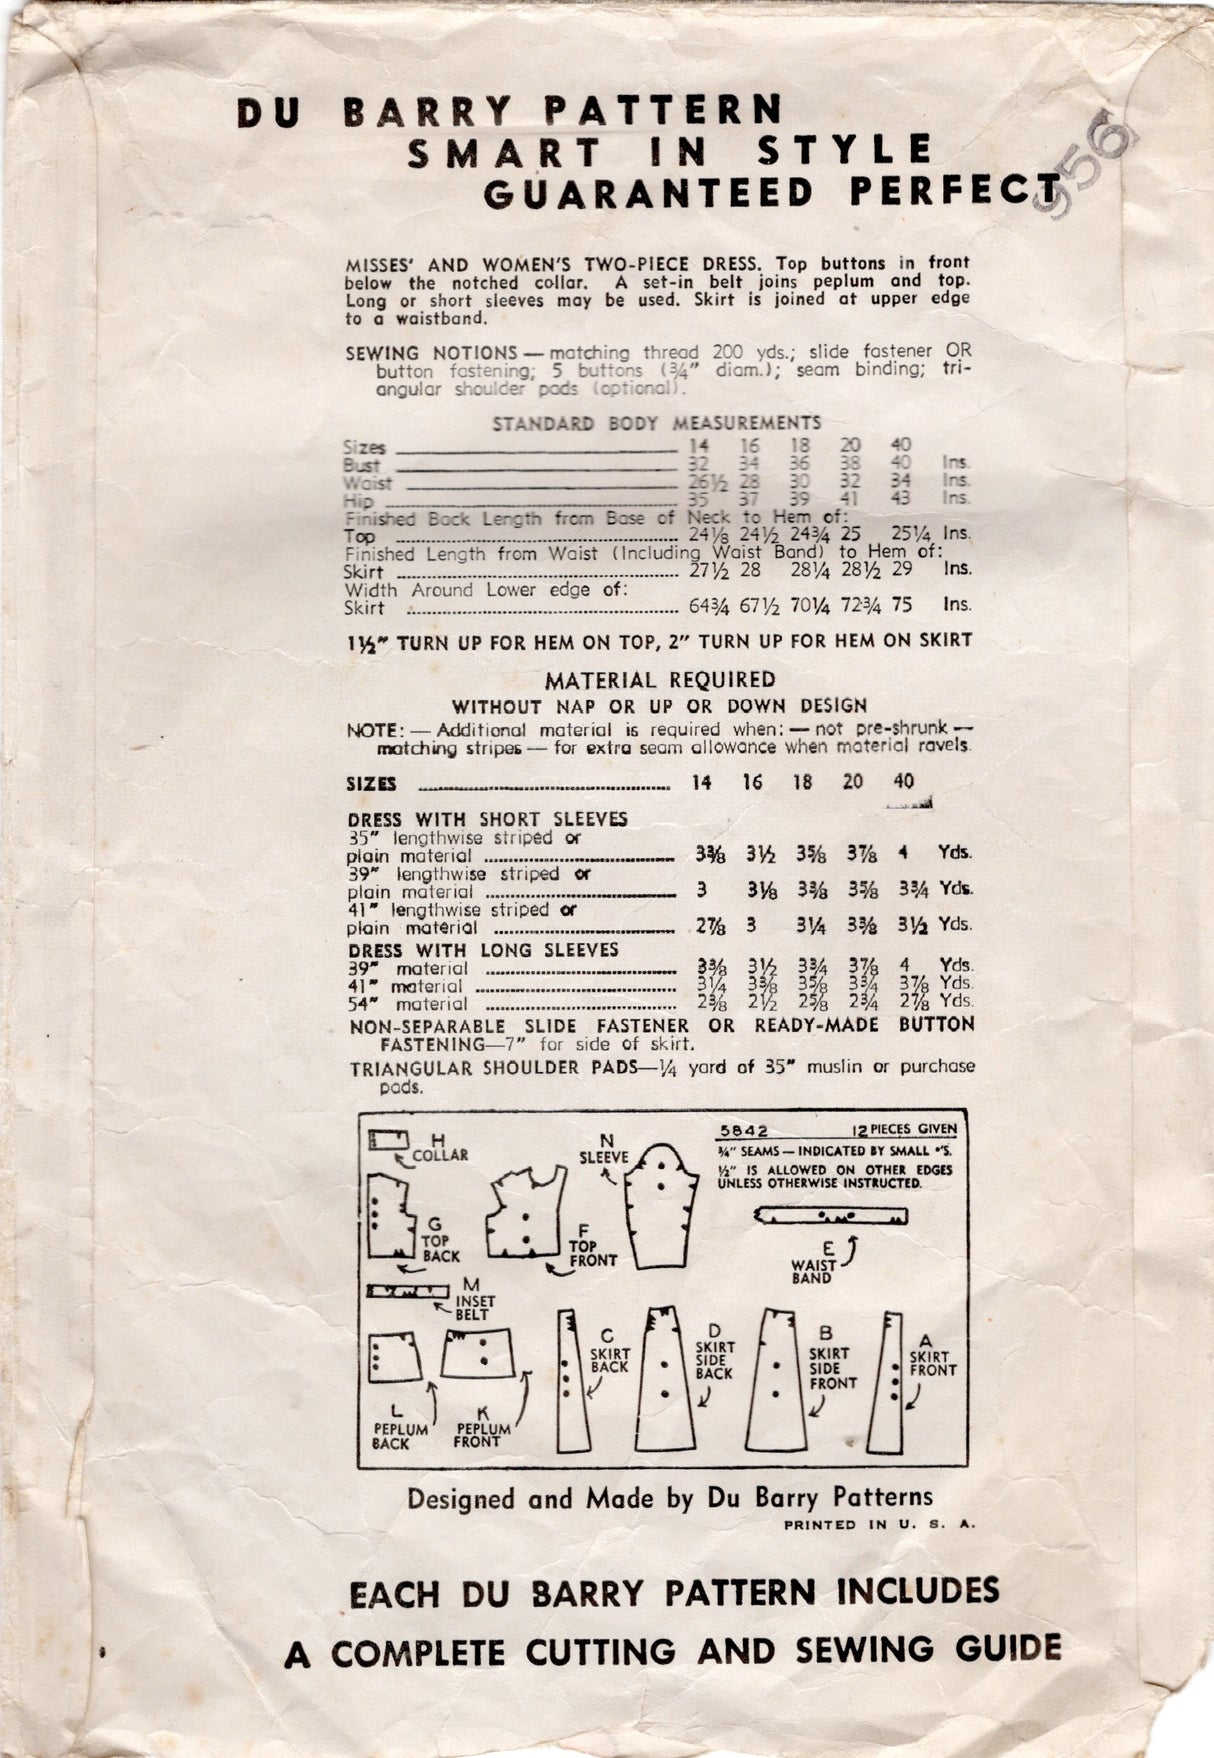 DU BARRY PATTERN
SMART IN STYLE
GUARANTEED PERFECT
956
MISSES' AND WOMEN'S TWO-PIECE DRESS. Top buttons in front
below the notched collar. A set-in belt joins peplum and top.
Long or short sleeves may be used. Skirt is joined at upper edge
to a waistband.
SEWING NOTIONS — matching thread 200 yds.; slide fastener OR
button fastening; 5 buttons (¾" diam.); seam binding; tri-
angular shoulder pads (optional).
STANDARD BODY MEASUREMENTS
Sizes 14 16 18 20 40
Bust 32 34 36 38 40 Ins.
Waist 26½ 28 30 32 34 Ins.
Hip 35 37 39 41 43 Ins.
Finished Back Length from Base of Neck to Hem of:
Top 24⅛ 24½ 24¾ 25 25¼ Ins.
Finished Length from Waist (Including Waist Band) to Hem of:
Skirt 27½ 28 28¼ 28½ 29 Ins.
Width Around Lower edge of:
Skirt 64¾ 67½ 70¼ 72¾ 75 Ins.
1½" TURN UP FOR HEM ON TOP, 2" TURN UP FOR HEM ON SKIRT
MATERIAL REQUIRED
WITHOUT NAP OR UP OR DOWN DESIGN
NOTE: — Additional material is required when: — not pre-shrunk —
matching stripes — for extra seam allowance when material ravels.
SIZES 14 16 18 20 40
DRESS WITH SHORT SLEEVES
35" lengthwise striped or
plain material 3⅜ 3½ 3⅝ 3⅞ 4 Yds.
39" lengthwise striped or
plain material 3 3⅛ 3⅜ 3⅝ 3¾ Yds.
41" lengthwise striped or
plain material 2⅞ 3 3¼ 3⅜ 3½ Yds.
DRESS WITH LONG SLEEVES
39" material 3⅜ 3½ 3¾ 3⅞ 4 Yds.
41" material 3¼ 3⅜ 3⅝ 3¾ 3⅞ Yds.
54" material 2⅜ 2½ 2⅝ 2¾ 2⅞ Yds.
NON-SEPARABLE SLIDE FASTENER OR READY-MADE BUTTON
FASTENING—7" for side of skirt.
TRIANGULAR SHOULDER PADS—¼ yard of 35" muslin or purchase
pads.
5842 12 PIECES GIVEN
¾" SEAMS — INDICATED BY SMALL •'S.
½" IS ALLOWED ON OTHER EDGES
UNLESS OTHERWISE INSTRUCTED.
H
COLLAR
N
SLEEVE
G
TOP
BACK
F
TOP
FRONT
E
WAIST
BAND
M
INSET
BELT
L
PEPLUM
BACK
K
PEPLUM
FRONT
C
SKIRT
BACK
D
SKIRT
SIDE
BACK
B
SKIRT
SIDE
FRONT
A
SKIRT
FRONT
Designed and Made by Du Barry Patterns
PRINTED IN U. S. A.
EACH DU BARRY PATTERN INCLUDES
A COMPLETE CUTTING AND SEWING GUIDE